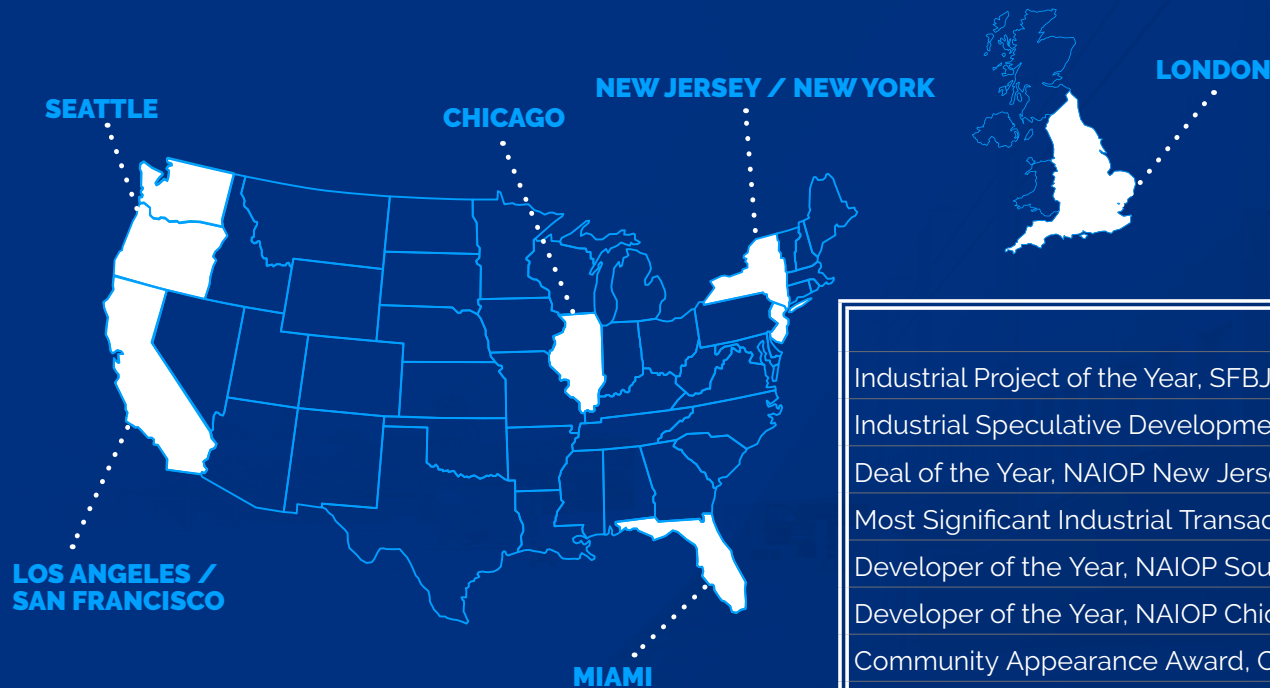 SEATTLE
CHICAGO
NEW JERSEY / NEW YORK
LONDON
LOS ANGELES /
SAN FRANCISCO
MIAMI
Industrial Project of the Year, SFBJ
Industrial Speculative Developme
Deal of the Year, NAIOP New Jers
Most Significant Industrial Transac
Developer of the Year, NAIOP Sou
Developer of the Year, NAIOP Chic
Community Appearance Award, C